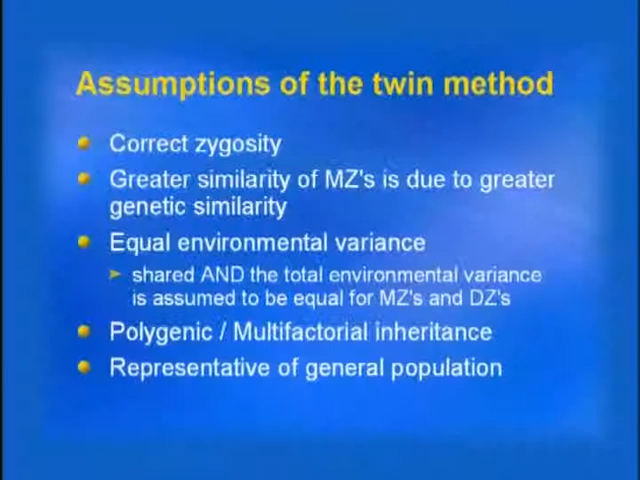 Assumptions of the twin method
Correct zygosity
Greater similarity of MZ's is due to greater
genetic similarity
Equal environmental variance
shared AND the total environmental variance
is assumed to be equal for MZ's and DZ's
Polygenic / Multifactorial inheritance
Representative of general population